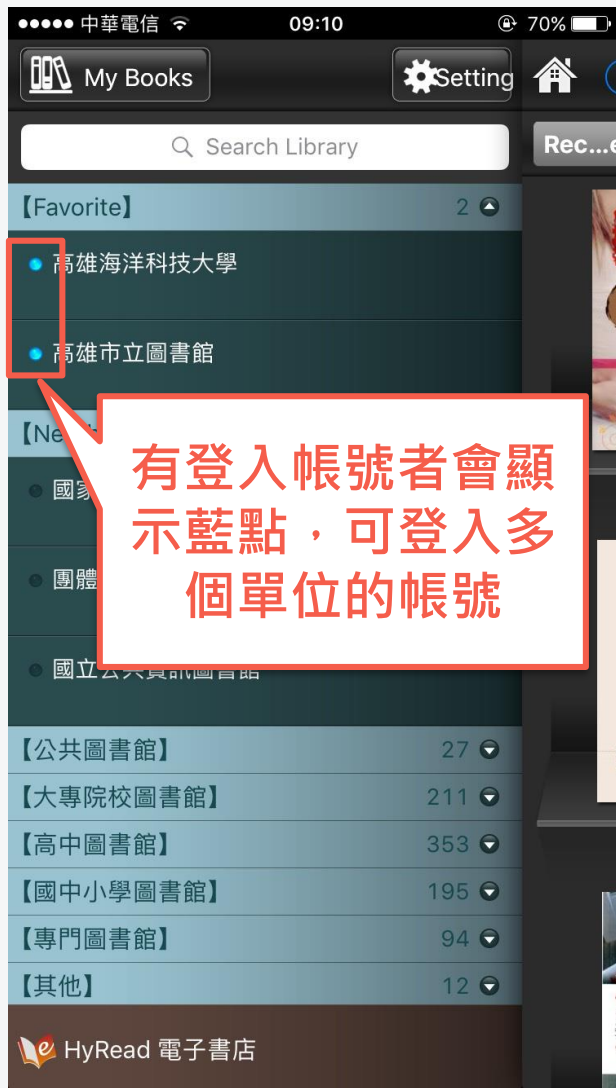 中華電信 09:10 70%
My Books Setting
Search Library Rec...e
【Favorite】 2
高雄海洋科技大學
高雄市立圖書館
【Ne
國家
有登入帳號者會顯
示藍點，可登入多
個單位的帳號
團體
國立公共資訊圖書館
【公共圖書館】 27
【大專院校圖書館】 211
【高中圖書館】 353
【國中小學圖書館】 195
【專門圖書館】 94
【其他】 12
HyRead 電子書店